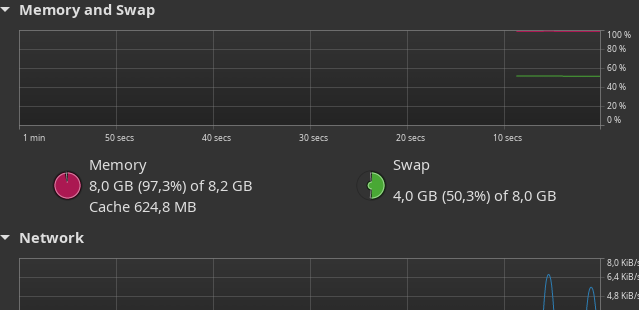 Memory and Swap
100 %
80 %
60 %
40 %
20 %
0 %
1 min 50 secs 40 secs 30 secs 20 secs 10 secs
Memory
8,0 GB (97,3%) of 8,2 GB
Cache 624,8 MB
Swap
4,0 GB (50,3%) of 8,0 GB
Network
8,0 KiB/s
6,4 KiB/s
4,8 KiB/s